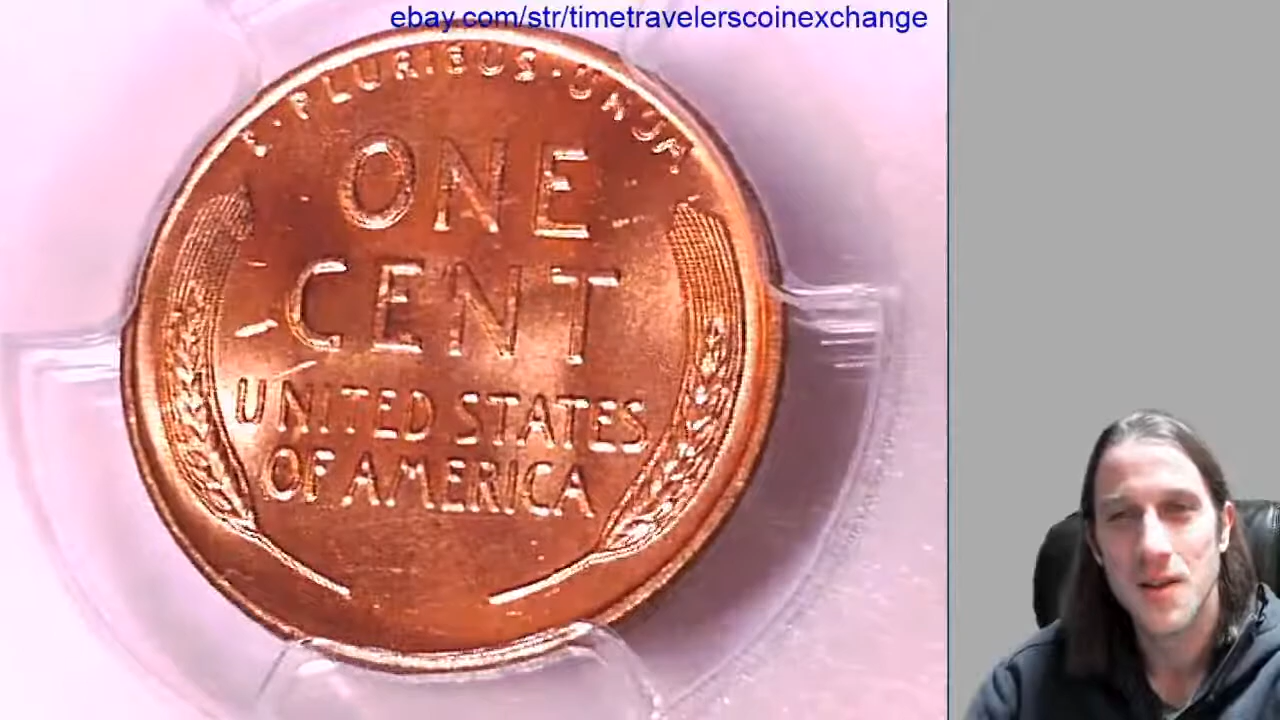 ebay.com/str/timetravelerscoinexchange
E·PLURIBUS·UNUM
ONE
CENT
UNITED STATES
OF AMERICA